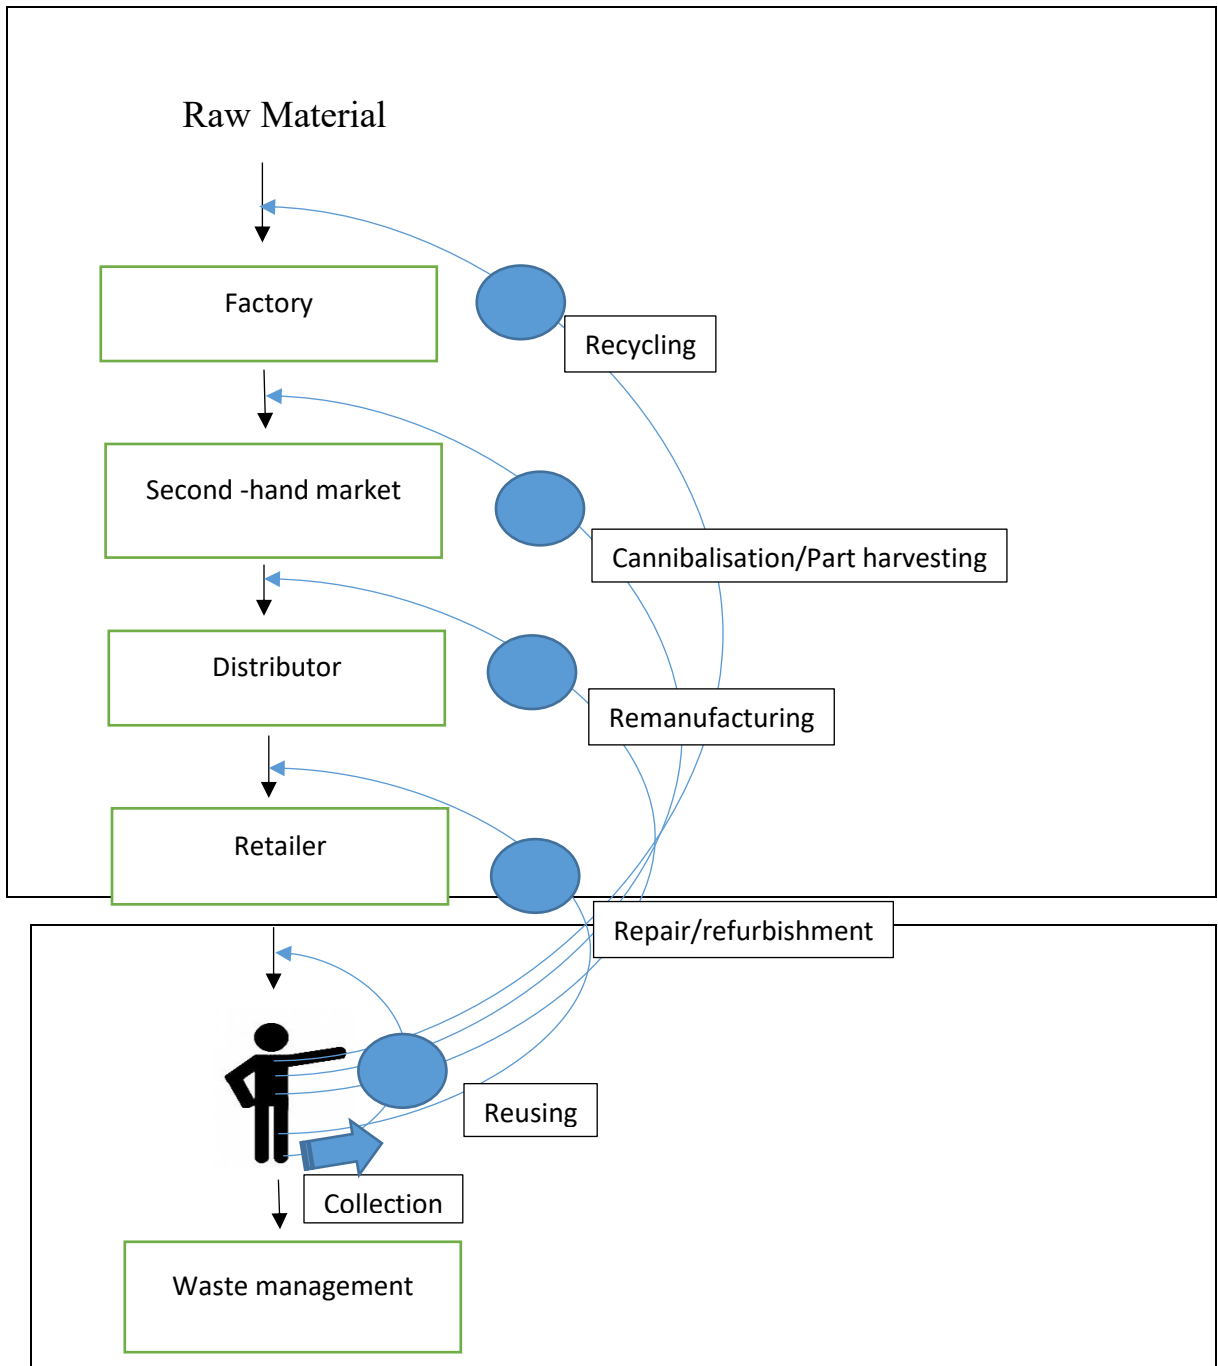 Raw Material
Factory
Recycling
Second -hand market
Cannibalisation/Part harvesting
Distributor
Remanufacturing
Retailer
Repair/refurbishment
Reusing
Collection
Waste management